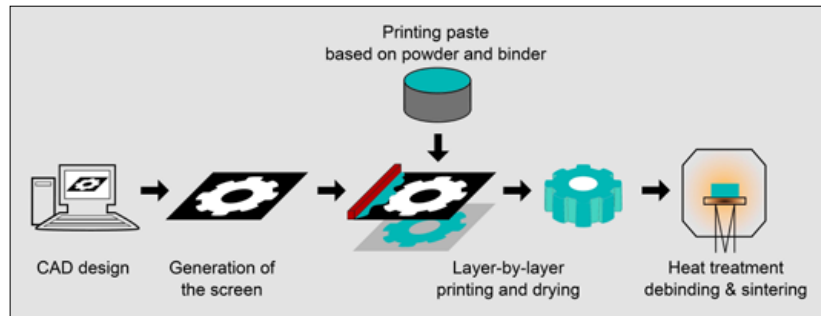 Printing paste
based on powder and binder
CAD design
Generation of
the screen
Layer-by-layer
printing and drying
Heat treatment
debinding & sintering